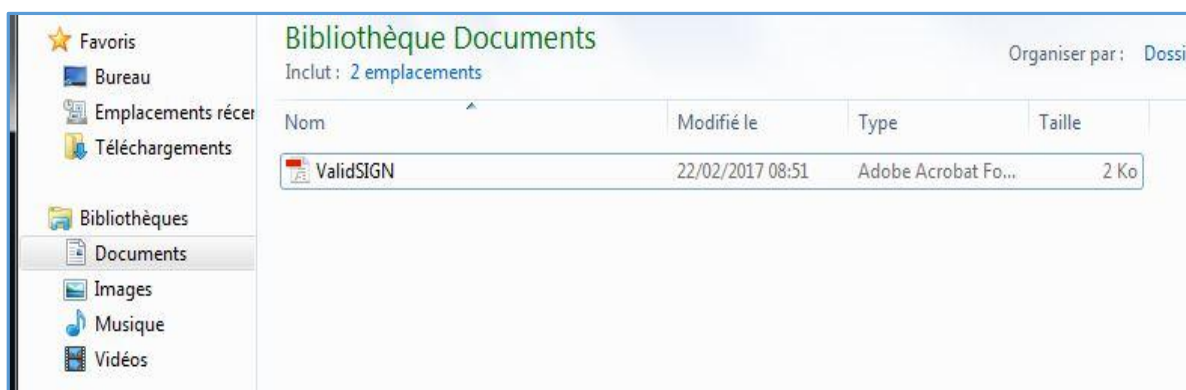 Favoris
Bureau
Emplacements récer
Téléchargements
Bibliothèques
Documents
Images
Musique
Vidéos
Bibliothèque Documents
Inclut : 2 emplacements
Organiser par : Dossi
Nom Modifié le Type Taille
ValidSIGN 22/02/2017 08:51 Adobe Acrobat Fo... 2 Ko